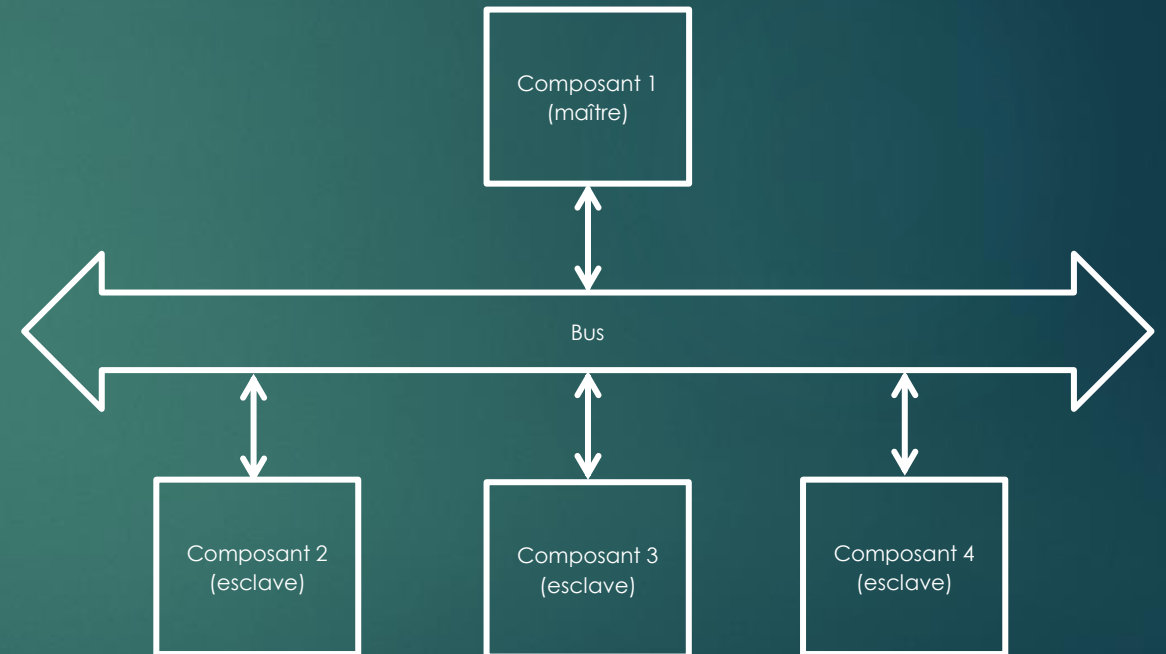 Composant 1
(maître)
Bus
Composant 2
(esclave)
Composant 3
(esclave)
Composant 4
(esclave)